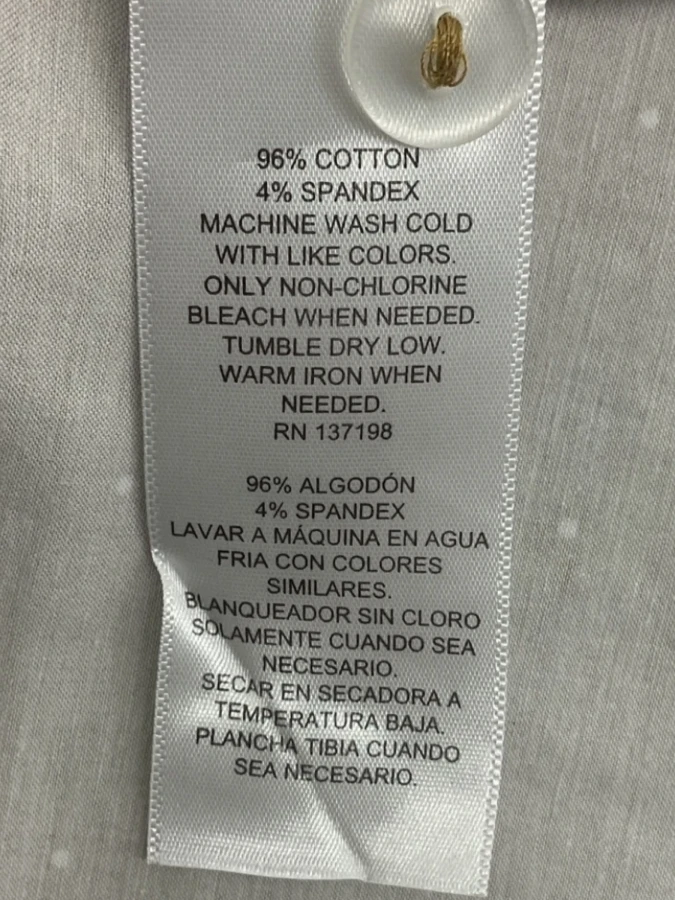 96% COTTON
4% SPANDEX
MACHINE WASH COLD
WITH LIKE COLORS.
ONLY NON-CHLORINE
BLEACH WHEN NEEDED.
TUMBLE DRY LOW.
WARM IRON WHEN
NEEDED.
RN 137198
96% ALGODÓN
4% SPANDEX
LAVAR A MÁQUINA EN AGUA
FRIA CON COLORES
SIMILARES.
BLANQUEADOR SIN CLORO
SOLAMENTE CUANDO SEA
NECESARIO.
SECAR EN SECADORA A
TEMPERATURA BAJA.
PLANCHA TIBIA CUANDO
SEA NECESARIO.